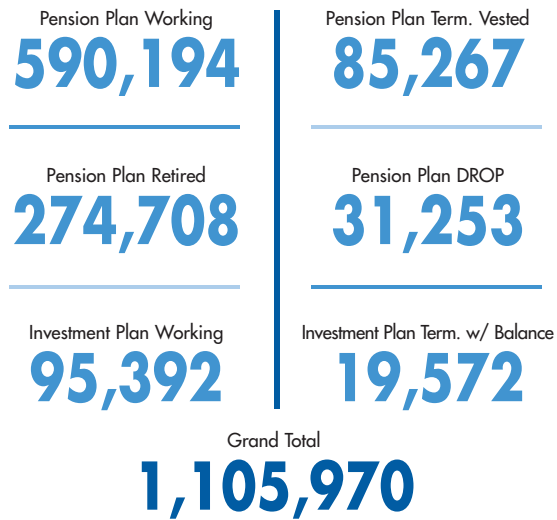 Pension Plan Working
590,194
Pension Plan Term. Vested
85,267
Pension Plan Retired
274,708
Pension Plan DROP
31,253
Investment Plan Working
95,392
Investment Plan Term. w/ Balance
19,572
Grand Total
1,105,970